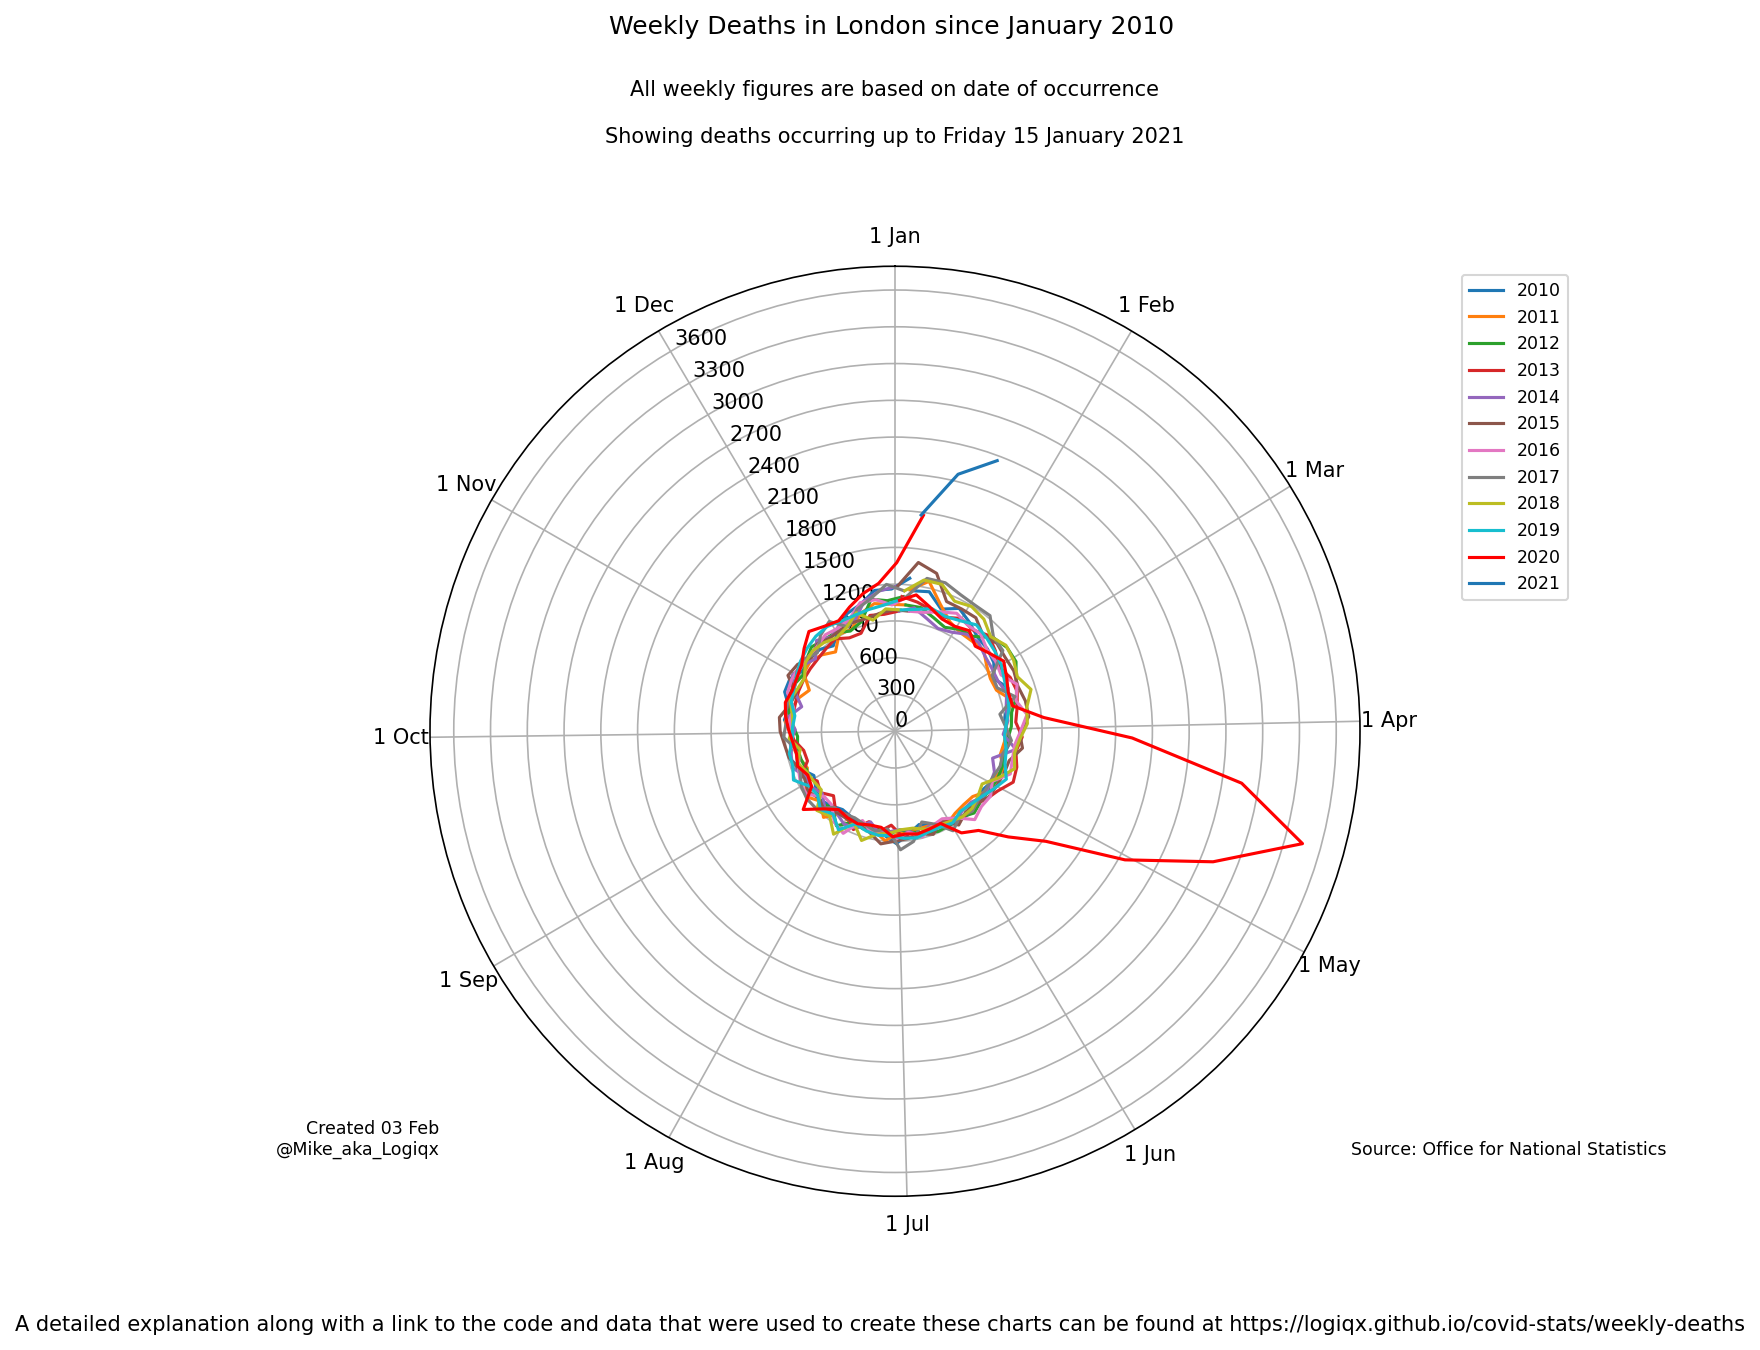 Weekly Deaths in London since January 2010
All weekly figures are based on date of occurrence
Showing deaths occurring up to Friday 15 January 2021
1 Jan
1 Feb
1 Mar
1 Apr
1 May
1 Jun
1 Jul
1 Aug
1 Sep
1 Oct
1 Nov
1 Dec
3600
3300
3000
2700
2400
2100
1800
1500
1200
600
300
0
2010
2011
2012
2013
2014
2015
2016
2017
2018
2019
2020
2021
Created 03 Feb
@Mike_aka_Logiqx
Source: Office for National Statistics
A detailed explanation along with a link to the code and data that were used to create these charts can be found at https://logiqx.github.io/covid-stats/weekly-deaths